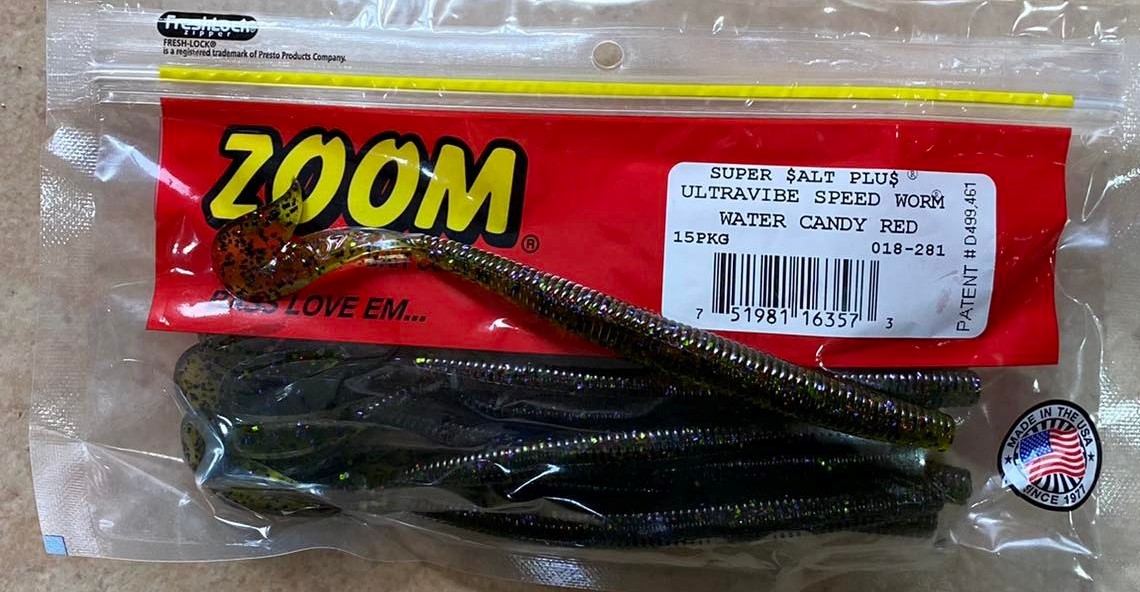 FreshLock®
zipper
FRESH-LOCK®
is a registered trademark of Presto Products Company.
ZOOM®
LOVE EM...
SUPER $ALT PLU$®
ULTRAVIBE SPEED WORM®
WATER CANDY RED
15PKG 018-281
7 51981 16357 3
PATENT #D499,461
MADE IN THE USA
SINCE 1977